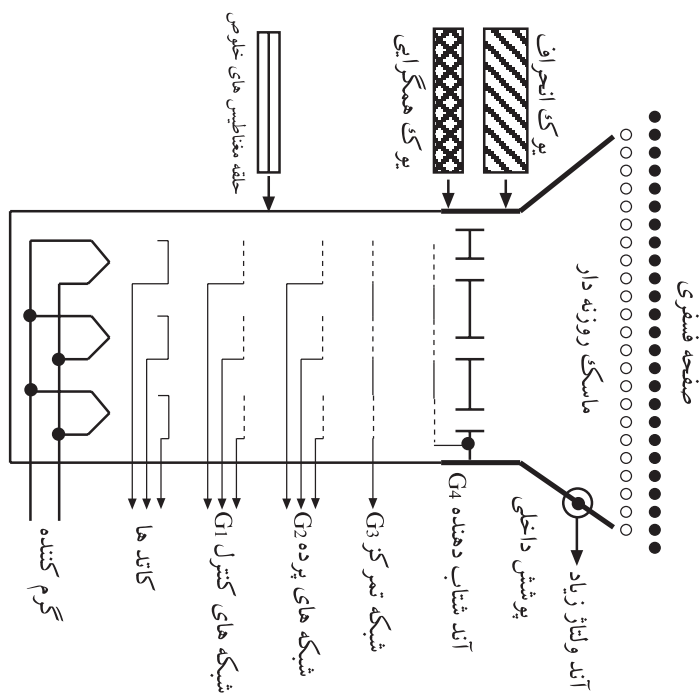 صفحه فسفری
ماسک روزنه دار
یوک انحراف
یوک همگرایی
حلقه مغناطیس های خلوص
آند ولتاژ زیاد
پوشش داخلی
آند شتاب دهنده G4
شبکه تمرکز G3
شبکه های پرده G2
شبکه های کنترل G1
کاتد ها
گرم کننده